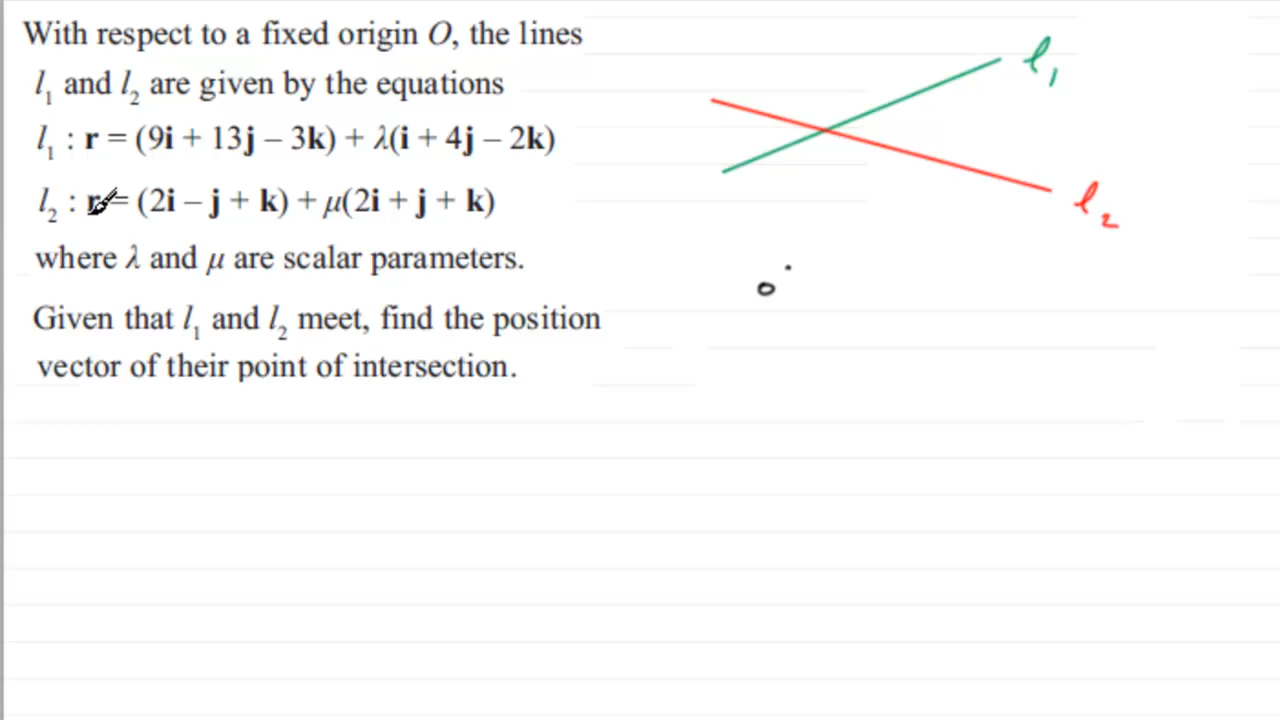 With respect to a fixed origin O, the lines
l₁ and l₂ are given by the equations
l₁ : r = (9i + 13j – 3k) + λ(i + 4j – 2k)
l₂ : r = (2i – j + k) + μ(2i + j + k)
where λ and μ are scalar parameters.
Given that l₁ and l₂ meet, find the position
vector of their point of intersection.
l₁
l₂
O